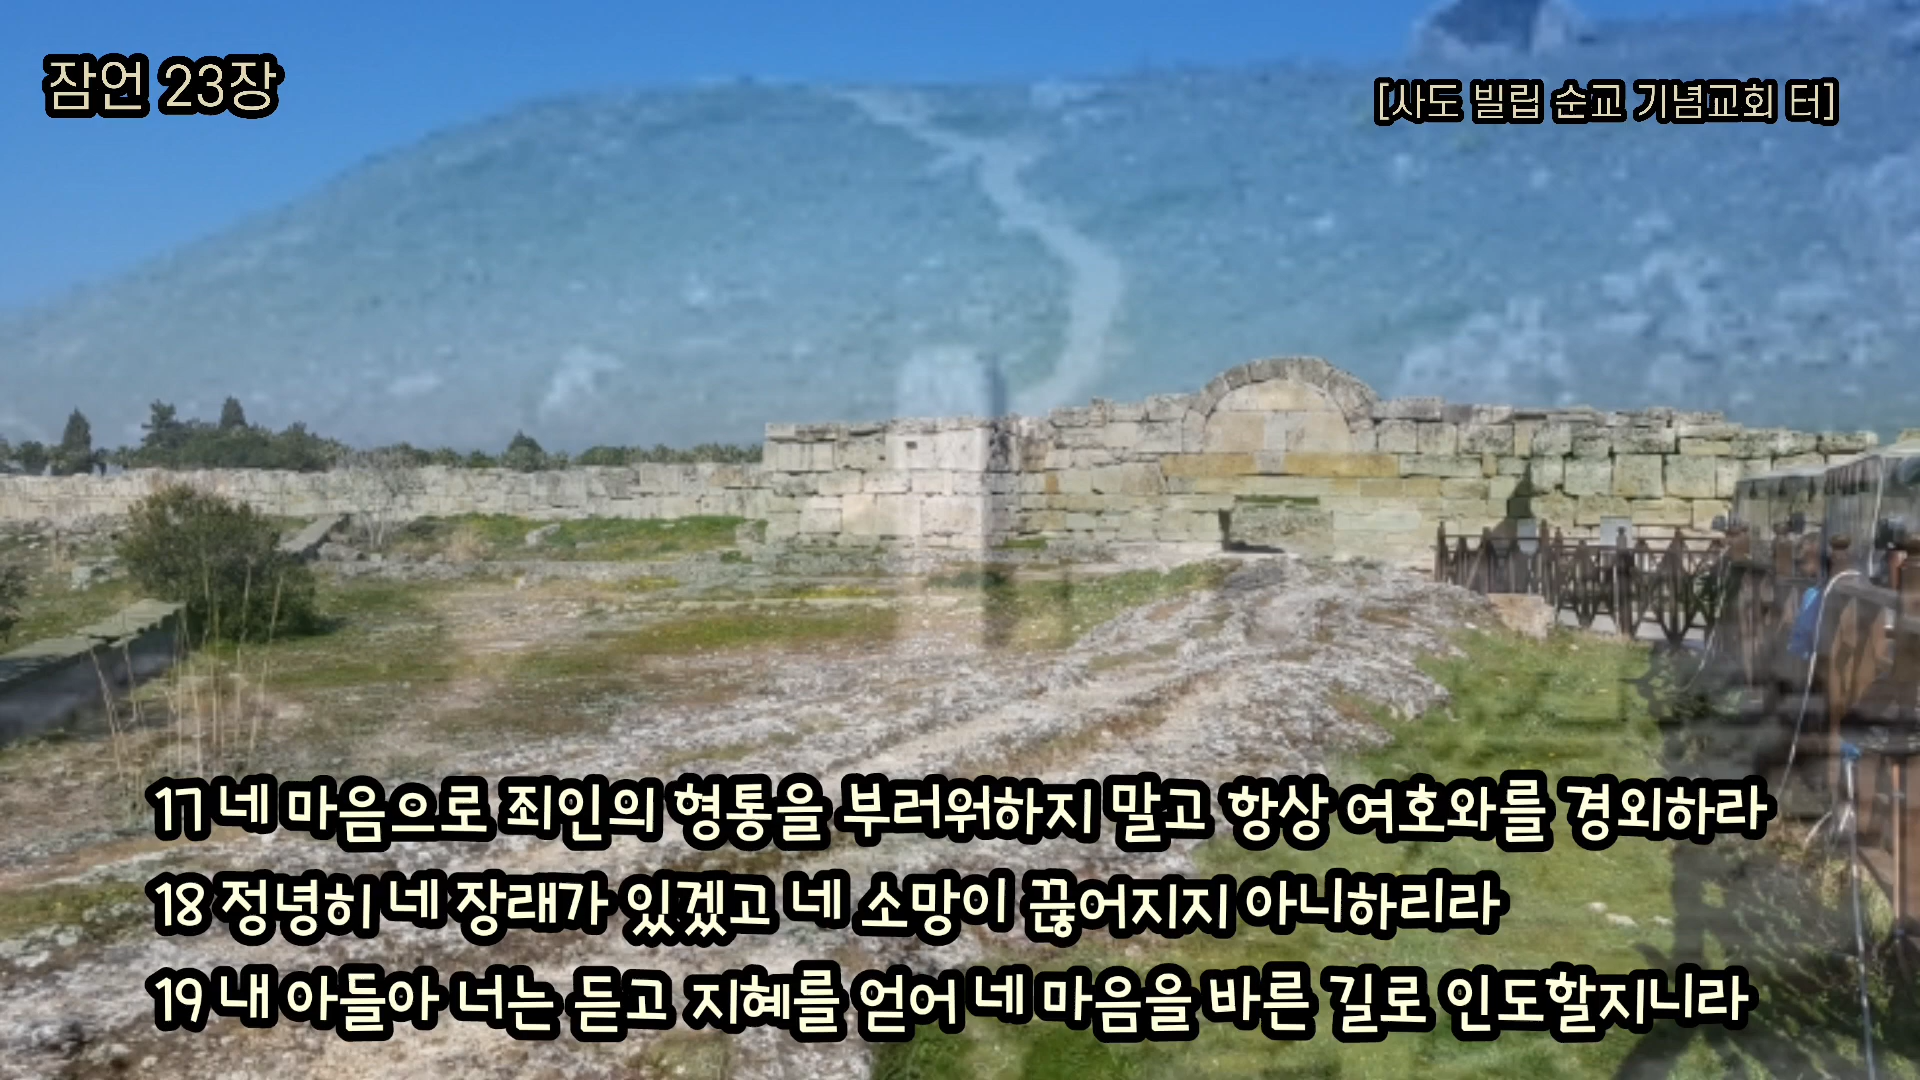 잠언 23장
[사도 빌립 순교 기념교회 터]
17 네 마음으로 죄인의 형통을 부러워하지 말고 항상 여호와를 경외하라
18 정녕히 네 장래가 있겠고 네 소망이 끊어지지 아니하리라
19 내 아들아 너는 듣고 지혜를 얻어 네 마음을 바른 길로 인도할지니라